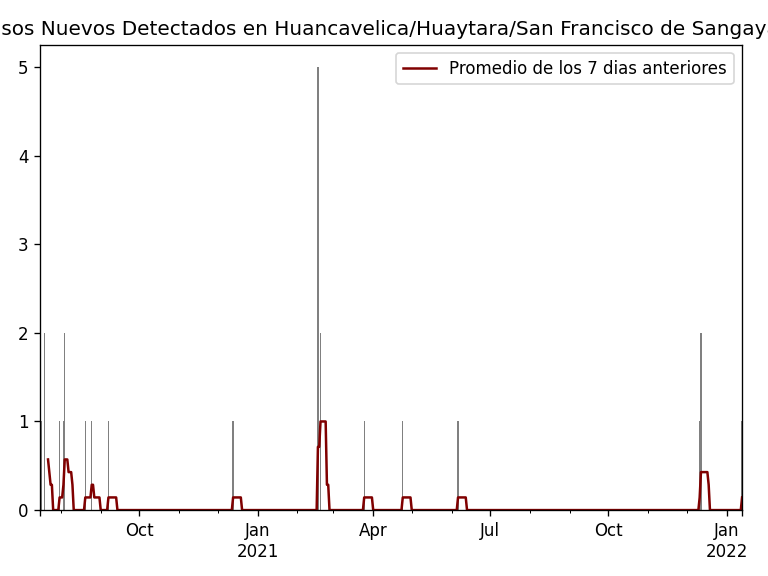 sos Nuevos Detectados en Huancavelica/Huaytara/San Francisco de Sangay
Promedio de los 7 dias anteriores
5
4
3
2
1
0
Oct
Jan
2021
Apr
Jul
Oct
Jan
2022